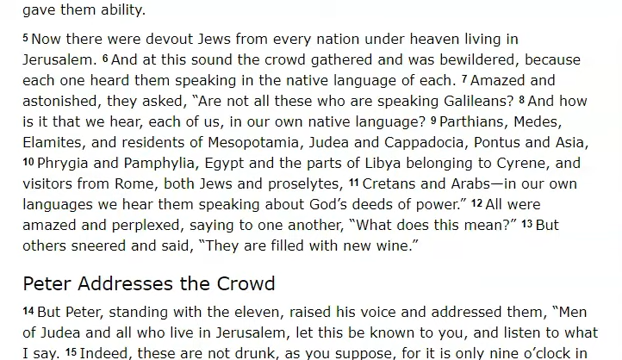 gave them ability.
5 Now there were devout Jews from every nation under heaven living in
Jerusalem. 6 And at this sound the crowd gathered and was bewildered, because
each one heard them speaking in the native language of each. 7 Amazed and
astonished, they asked, “Are not all these who are speaking Galileans? 8 And how
is it that we hear, each of us, in our own native language? 9 Parthians, Medes,
Elamites, and residents of Mesopotamia, Judea and Cappadocia, Pontus and Asia,
10 Phrygia and Pamphylia, Egypt and the parts of Libya belonging to Cyrene, and
visitors from Rome, both Jews and proselytes, 11 Cretans and Arabs—in our own
languages we hear them speaking about God’s deeds of power.” 12 All were
amazed and perplexed, saying to one another, “What does this mean?” 13 But
others sneered and said, “They are filled with new wine.”
Peter Addresses the Crowd
14 But Peter, standing with the eleven, raised his voice and addressed them, “Men
of Judea and all who live in Jerusalem, let this be known to you, and listen to what
I say. 15 Indeed, these are not drunk, as you suppose, for it is only nine o’clock in